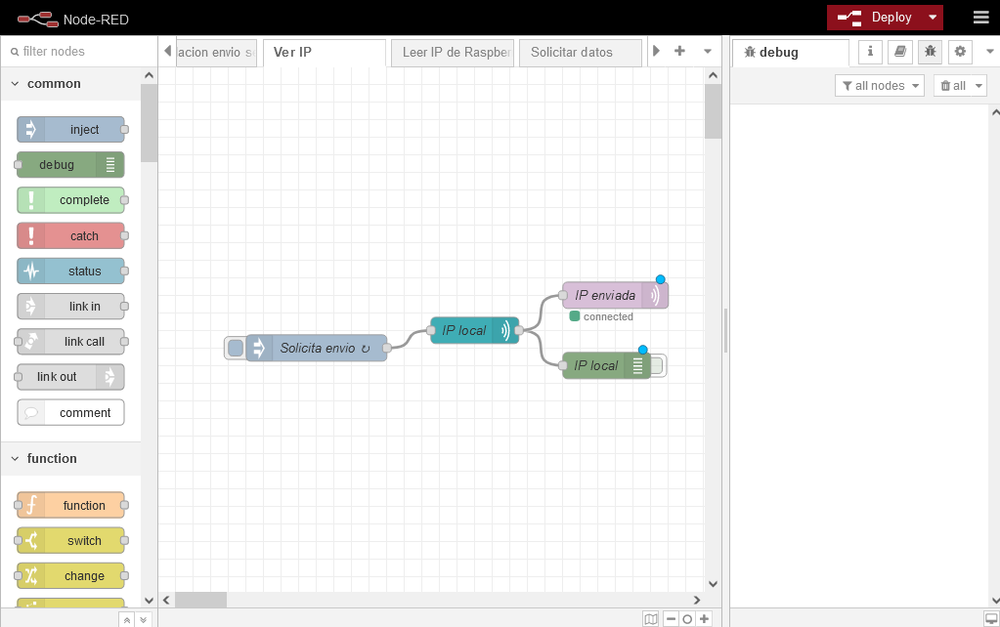 Node-RED
Deploy
filter nodes
acion envio
Ver IP
Leer IP de Raspber
Solicitar datos
debug
all nodes
all
common
inject
debug
complete
catch
status
link in
link call
link out
comment
function
function
switch
change
Solicita envio ↻
IP local
IP enviada
connected
IP local